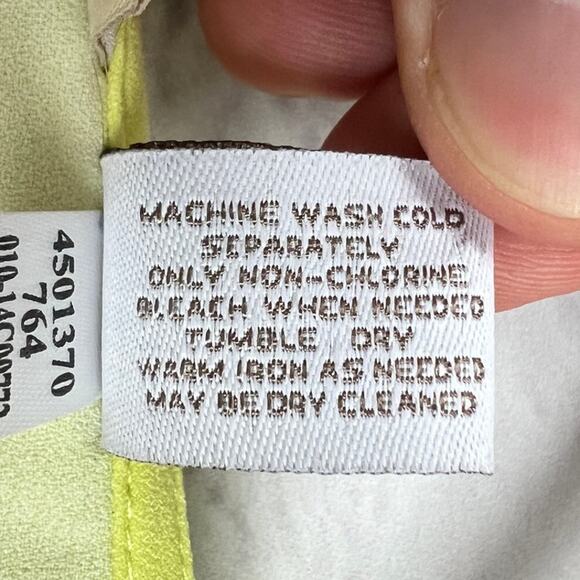 MACHINE WASH COLD
SEPARATELY
ONLY NON-CHLORINE
BLEACH WHEN NEEDED
TUMBLE DRY
WARM IRON AS NEEDED
MAY BE DRY CLEANED
4501370
764